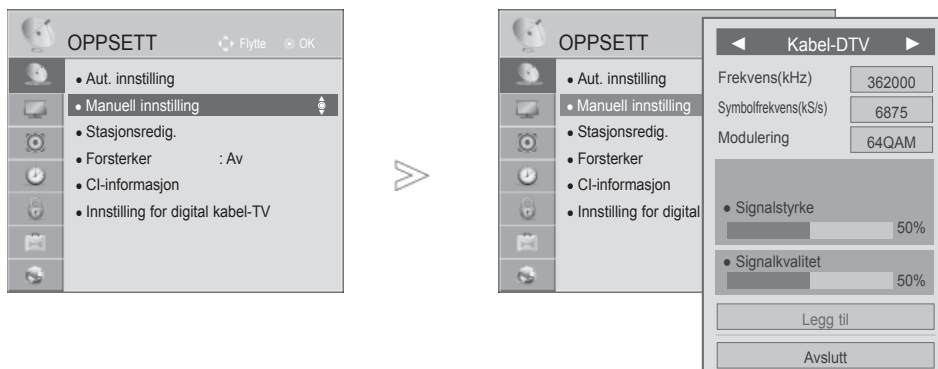 OPPSETT Flytte OK
● Aut. innstilling
● Manuell innstilling
● Stasjonsredig.
● Forsterker : Av
● CI-informasjon
● Innstilling for digital kabel-TV
OPPSETT
● Aut. innstilling
● Manuell innstilling
● Stasjonsredig.
● Forsterker
● CI-informasjon
● Innstilling for digital
◄ Kabel-DTV ►
Frekvens(kHz) 362000
Symbolfrekvens(kS/s) 6875
Modulering 64QAM
● Signalstyrke
50%
● Signalkvalitet
50%
Legg til
Avslutt